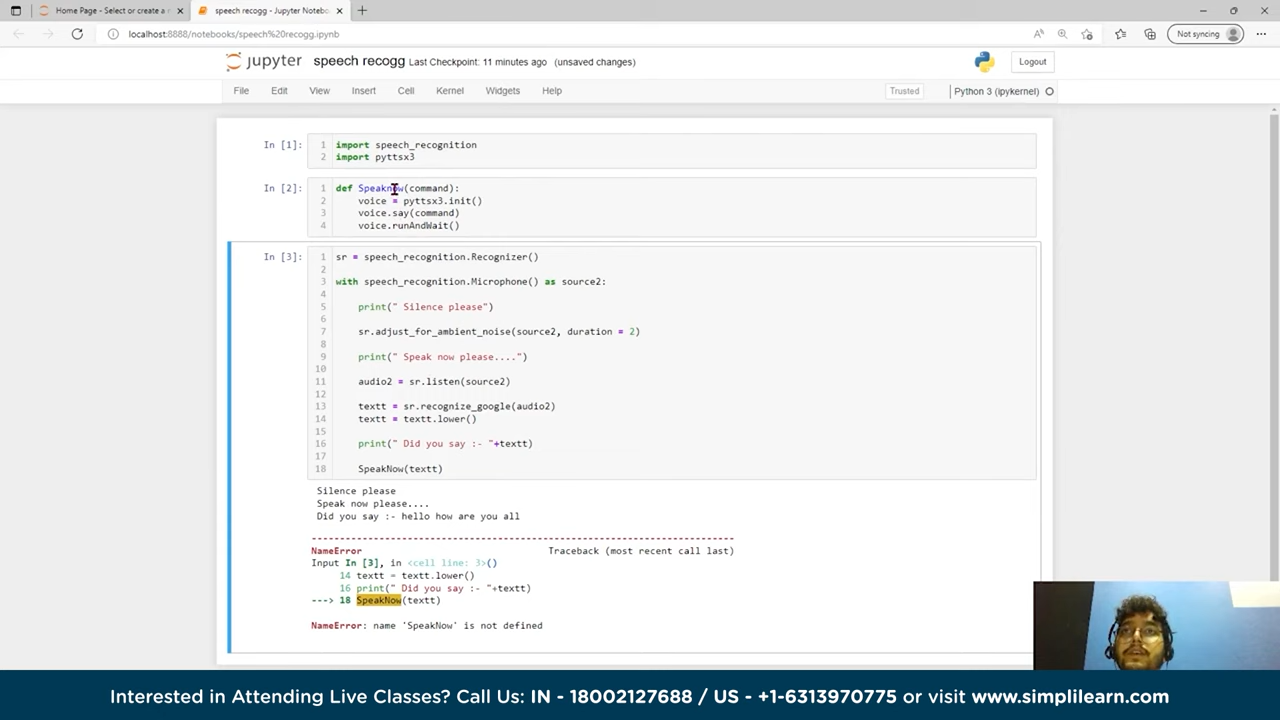 Home Page - Select or create a n
speech recogg - Jupyter Noteboo
localhost:8888/notebooks/speech%20recogg.ipynb
Not syncing
jupyter speech recogg Last Checkpoint: 11 minutes ago (unsaved changes)
Logout
File Edit View Insert Cell Kernel Widgets Help
Trusted
Python 3 (ipykernel)
In [1]:
1 import speech_recognition
2 import pyttsx3
In [2]:
1 def Speaknow(command):
2 voice = pyttsx3.init()
3 voice.say(command)
4 voice.runAndWait()
In [3]:
1 sr = speech_recognition.Recognizer()
2
3 with speech_recognition.Microphone() as source2:
4
5 print(" Silence please")
6
7 sr.adjust_for_ambient_noise(source2, duration = 2)
8
9 print(" Speak now please....")
10
11 audio2 = sr.listen(source2)
12
13 textt = sr.recognize_google(audio2)
14 textt = textt.lower()
15
16 print(" Did you say :- "+textt)
17
18 SpeakNow(textt)
Silence please
Speak now please....
Did you say :- hello how are you all
---------------------------------------------------------------------------
NameError Traceback (most recent call last)
Input In [3], in <cell line: 3>()
14 textt = textt.lower()
16 print(" Did you say :- "+textt)
---> 18 SpeakNow(textt)
NameError: name 'SpeakNow' is not defined
Interested in Attending Live Classes? Call Us: IN - 18002127688 / US - +1-6313970775 or visit www.simplilearn.com